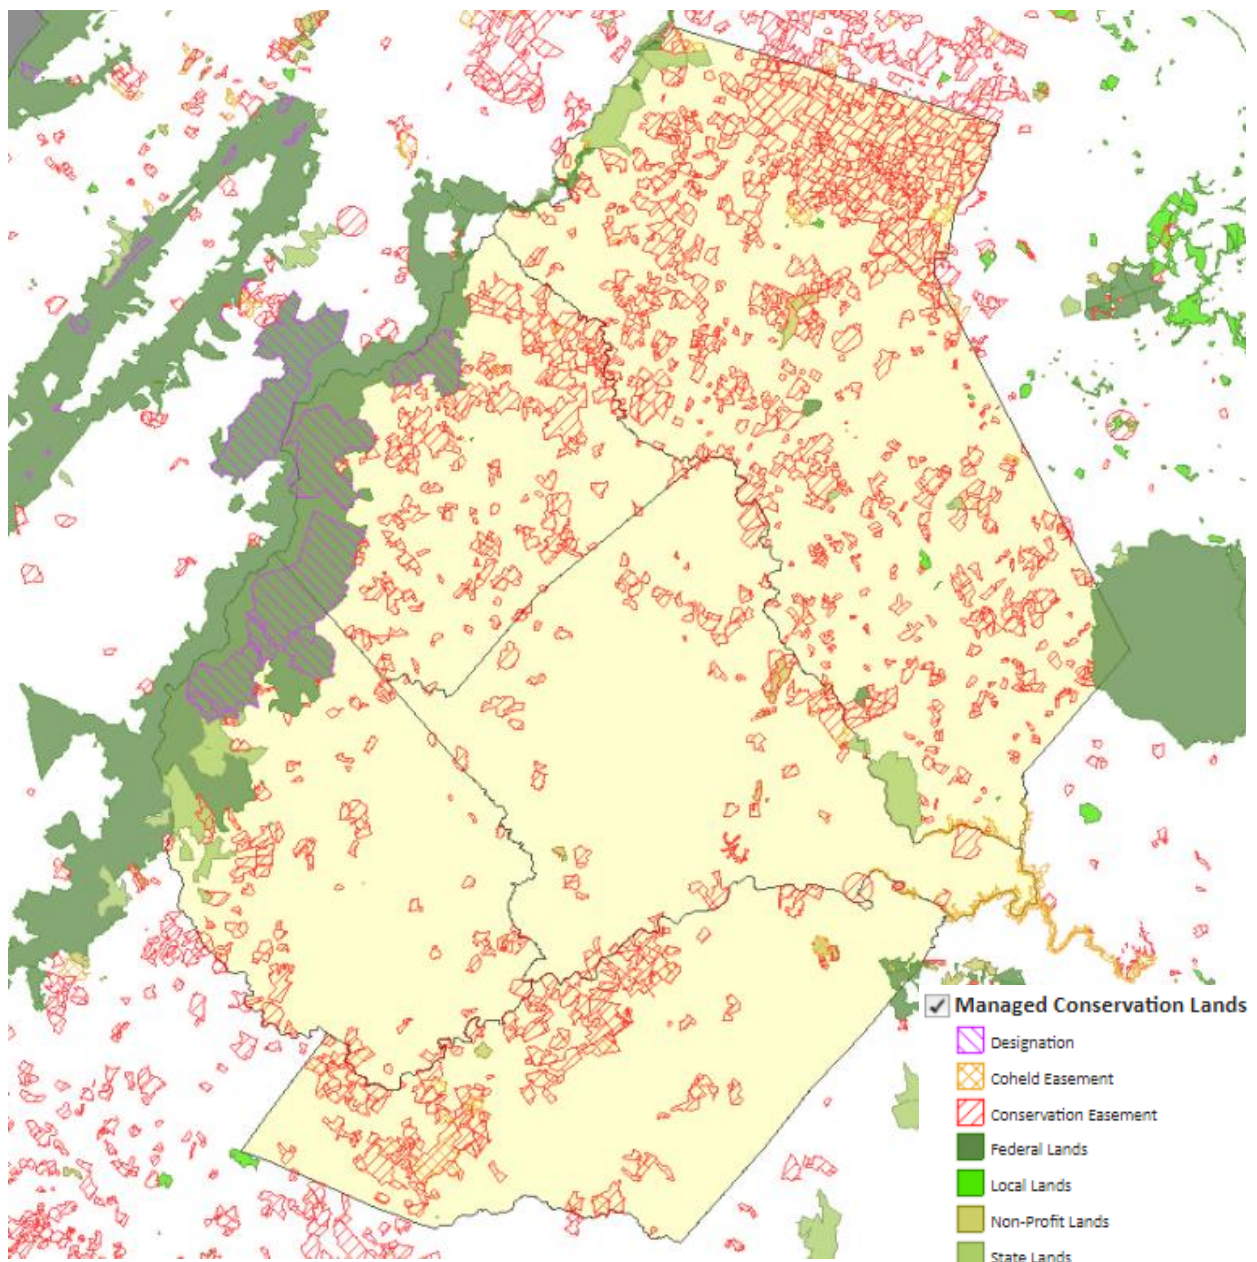 Managed Conservation Lands
Designation
Coheld Easement
Conservation Easement
Federal Lands
Local Lands
Non-Profit Lands
State Lands